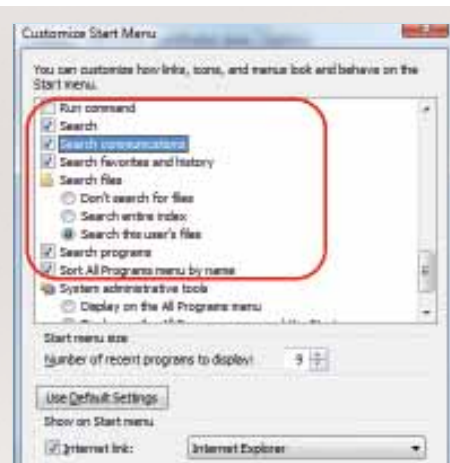 Customize Start Menu
You can customize how links, icons, and menus look and behave on the
Start menu.
Run command
Search
Search communications
Search favorites and history
Search files
Don't search for files
Search entire index
Search this user's files
Search programs
Sort All Programs menu by name
System administrative tools
Display on the All Programs menu
Start menu size
Number of recent programs to display:
9
Use Default Settings
Show on Start menu
Internet link:
Internet Explorer